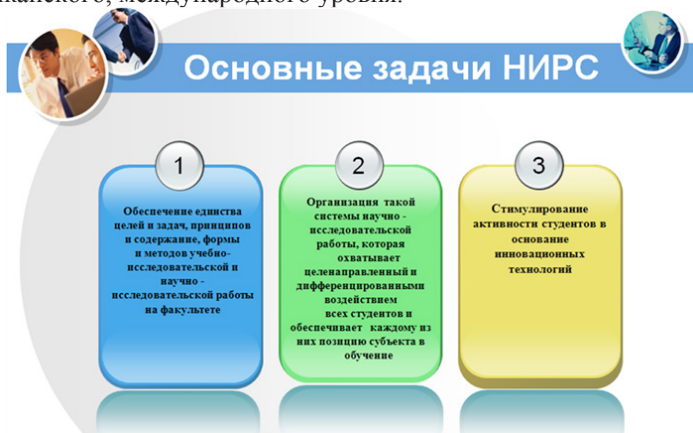 международного уровня.
Основные задачи НИРС
1
Обеспечение единства
целей и задач, принципов
и содержание, формы
и методов учебно-
исследовательской и
научно -
исследовательской работы
на факультете
2
Организация такой
системы научно -
исследовательской
работы, которая
охватывает
целенаправленный и
дифференцированными
воздействием
всех студентов и
обеспечивает каждому из
них позицию субъекта в
обучение
3
Стимулирование
активности студентов в
основание
инновационных
технологий